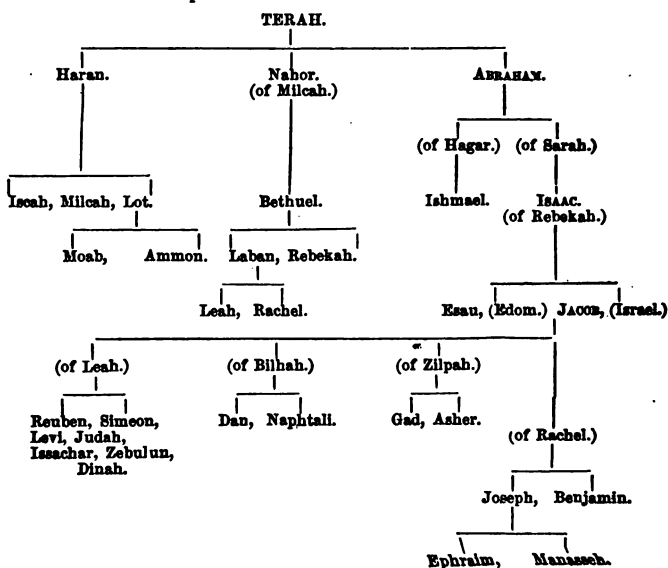 TERAH.
Haran. Nahor. ABRAHAM.
(of Milcah.)
(of Hagar.) (of Sarah.)
Iscah, Milcah, Lot. Bethuel. Ishmael. ISAAC.
(of Rebekah.)
Moab, Ammon. Laban, Rebekah.
Leah, Rachel. Esau, (Edom.) JACOB, (Israel.)
(of Leah.) (of Bilhah.) (of Zilpah.)
Reuben, Simeon, Dan, Naphtali. Gad, Asher.
Levi, Judah,
Issachar, Zebulun, (of Rachel.)
Dinah.
Joseph, Benjamin.
Ephraim, Manasseh.